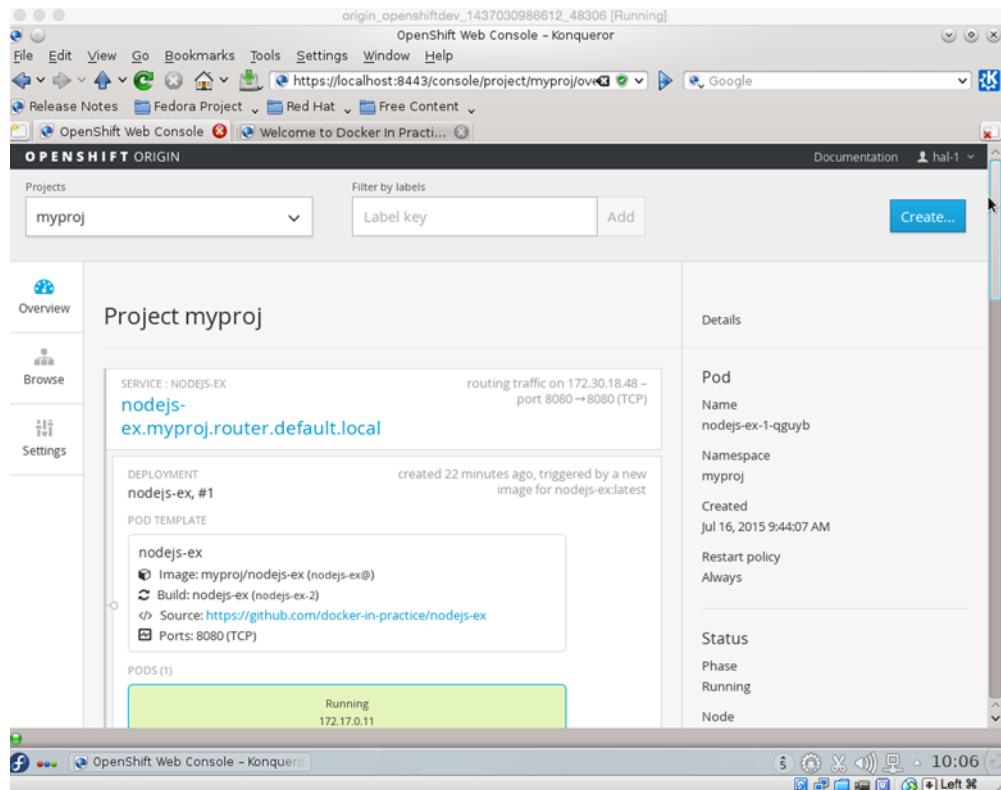 origin_openshiftdev_1437030986612_48306 [Running]
OpenShift Web Console – Konqueror
File Edit View Go Bookmarks Tools Settings Window Help
https://localhost:8443/console/project/myproj/ove
Google
Release Notes Fedora Project Red Hat Free Content
OpenShift Web Console Welcome to Docker In Practi...
OPENSHIFT ORIGIN
Documentation hal-1
Projects
Filter by labels
myproj
Label key
Add
Create...
Overview
Browse
Settings
Project myproj
SERVICE : NODEJS-EX
nodejs-
ex.myproj.router.default.local
routing traffic on 172.30.18.48 –
port 8080 → 8080 (TCP)
DEPLOYMENT
nodejs-ex, #1
created 22 minutes ago, triggered by a new
image for nodejs-ex:latest
POD TEMPLATE
nodejs-ex
Image: myproj/nodejs-ex (nodejs-ex@)
Build: nodejs-ex (nodejs-ex-2)
Source: https://github.com/docker-in-practice/nodejs-ex
Ports: 8080 (TCP)
PODS (1)
Running
172.17.0.11
Details
Pod
Name
nodejs-ex-1-qguyb
Namespace
myproj
Created
Jul 16, 2015 9:44:07 AM
Restart policy
Always
Status
Phase
Running
Node
OpenShift Web Console – Konquero
10:06
Left ⌘